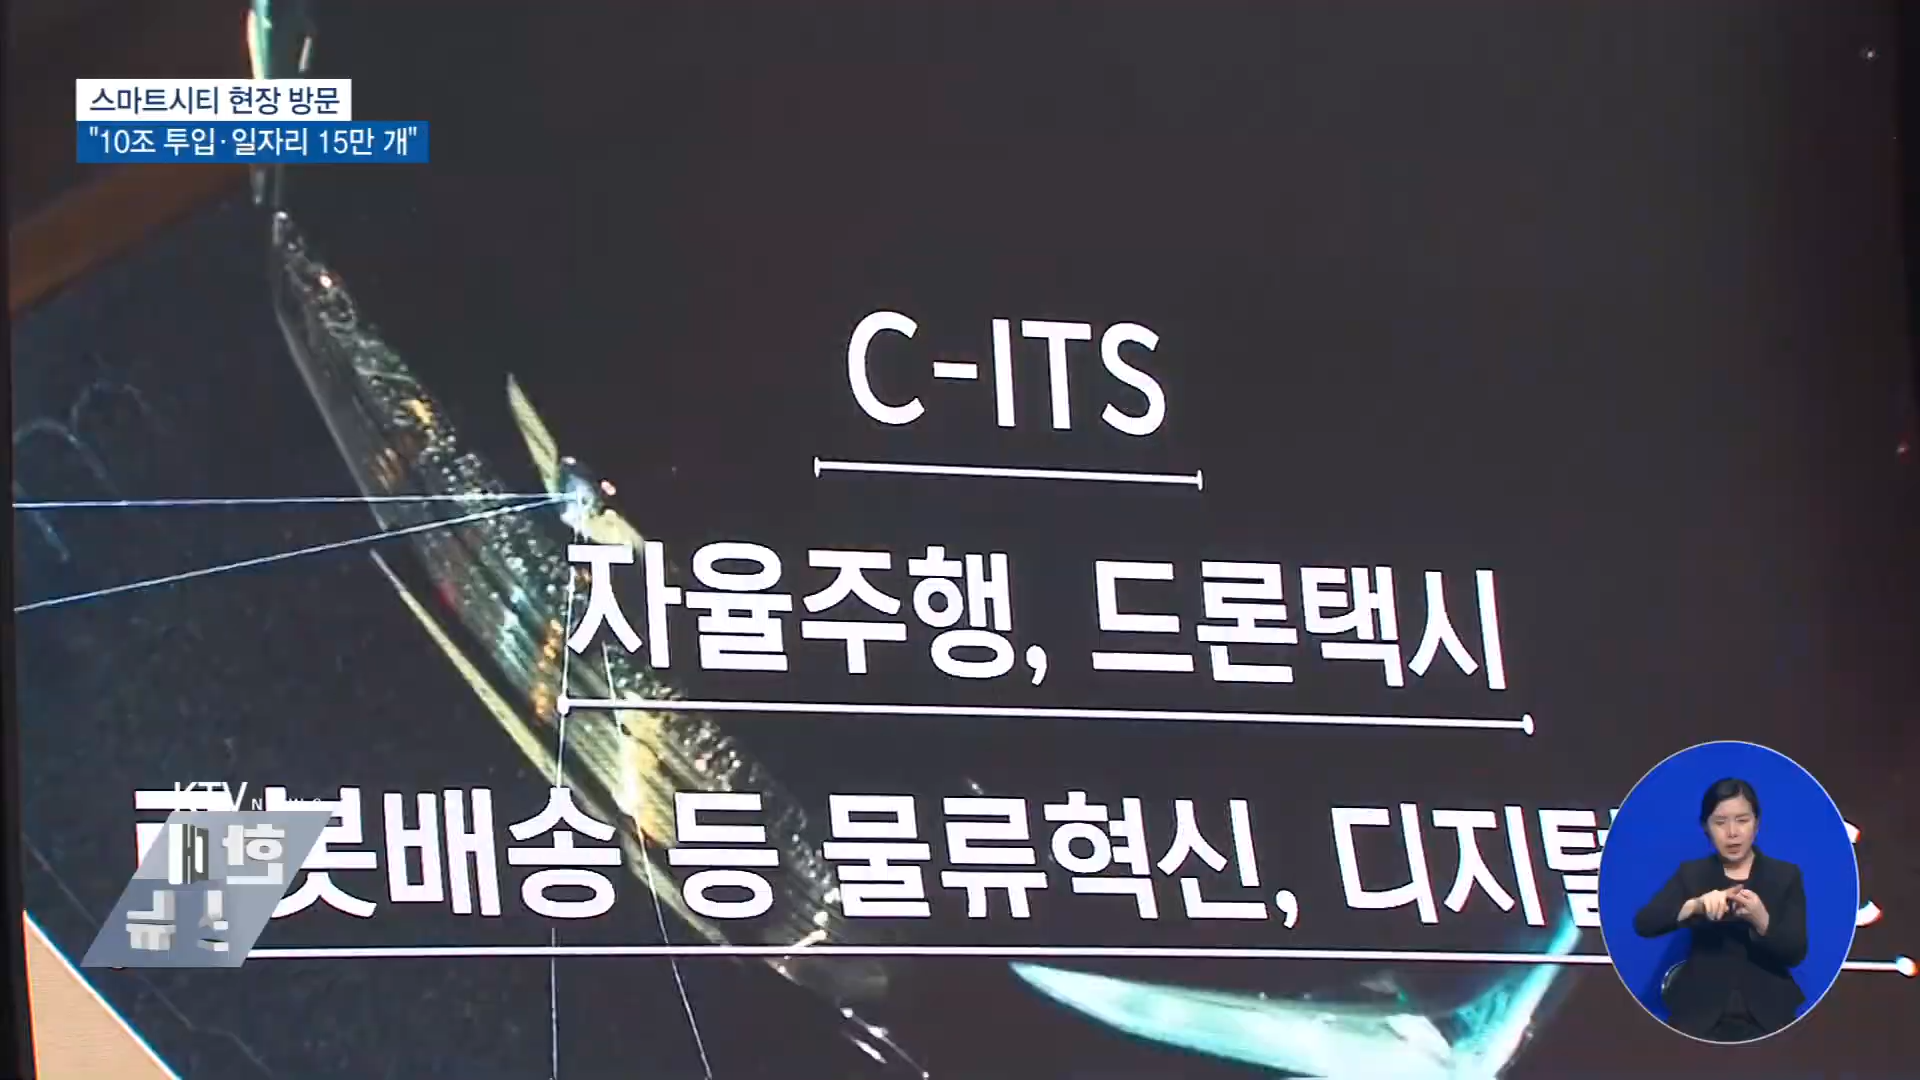 스마트시티 현장 방문
"10조 투입·일자리 15만 개"
C-ITS
자율주행, 드론택시
배송 등 물류혁신, 디지털
KTV